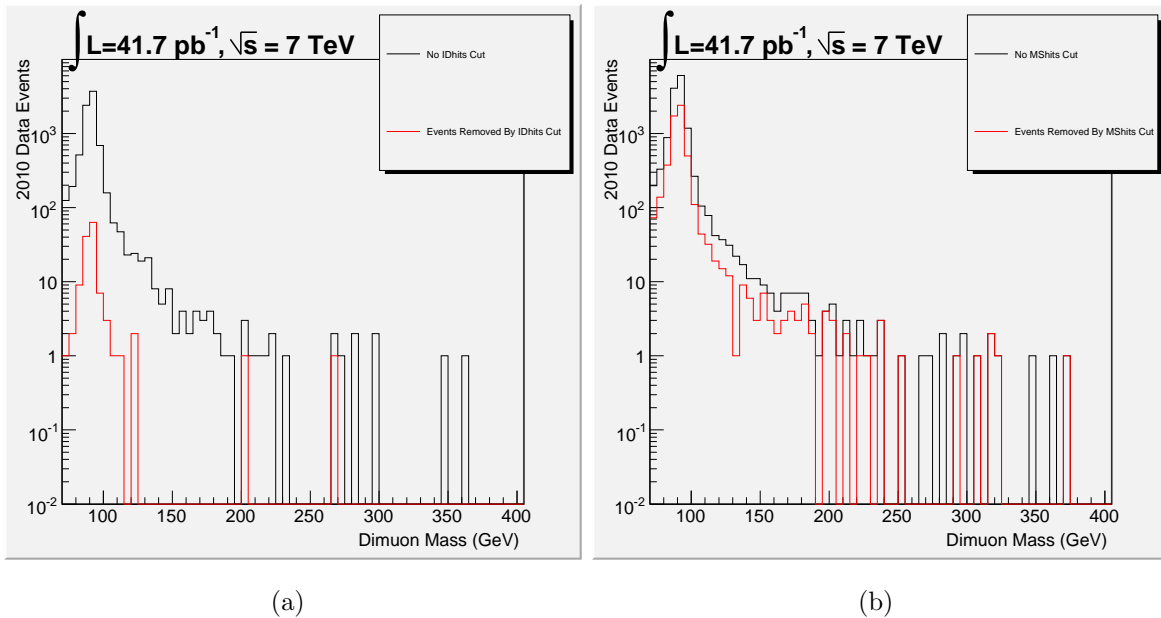 ∫ L=41.7 pb⁻¹, √s = 7 TeV
No IDhits Cut
Events Removed By IDhits Cut
2010 Data Events
10³
10²
10
1
10⁻¹
10⁻²
100 150 200 250 300 350 400
Dimuon Mass (GeV)
(a)
∫ L=41.7 pb⁻¹, √s = 7 TeV
No MShits Cut
Events Removed By MShits Cut
2010 Data Events
10³
10²
10
1
10⁻¹
10⁻²
100 150 200 250 300 350 400
Dimuon Mass (GeV)
(b)